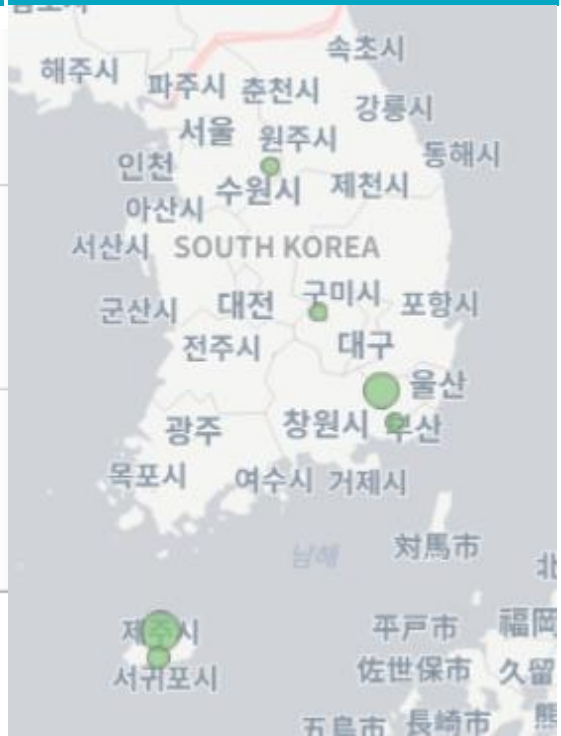 속초시
해주시
파주시 춘천시
강릉시
서울 원주시
동해시
인천
수원시 제천시
아산시
서산시 SOUTH KOREA
구미시
군산시 대전 포항시
전주시 대구
울산
광주 창원시 부산
목포시 여수시 거제시
남해
対馬市
北
제주시 平戸市 福岡
서귀포시 佐世保市 久留
五島市 長崎市 熊